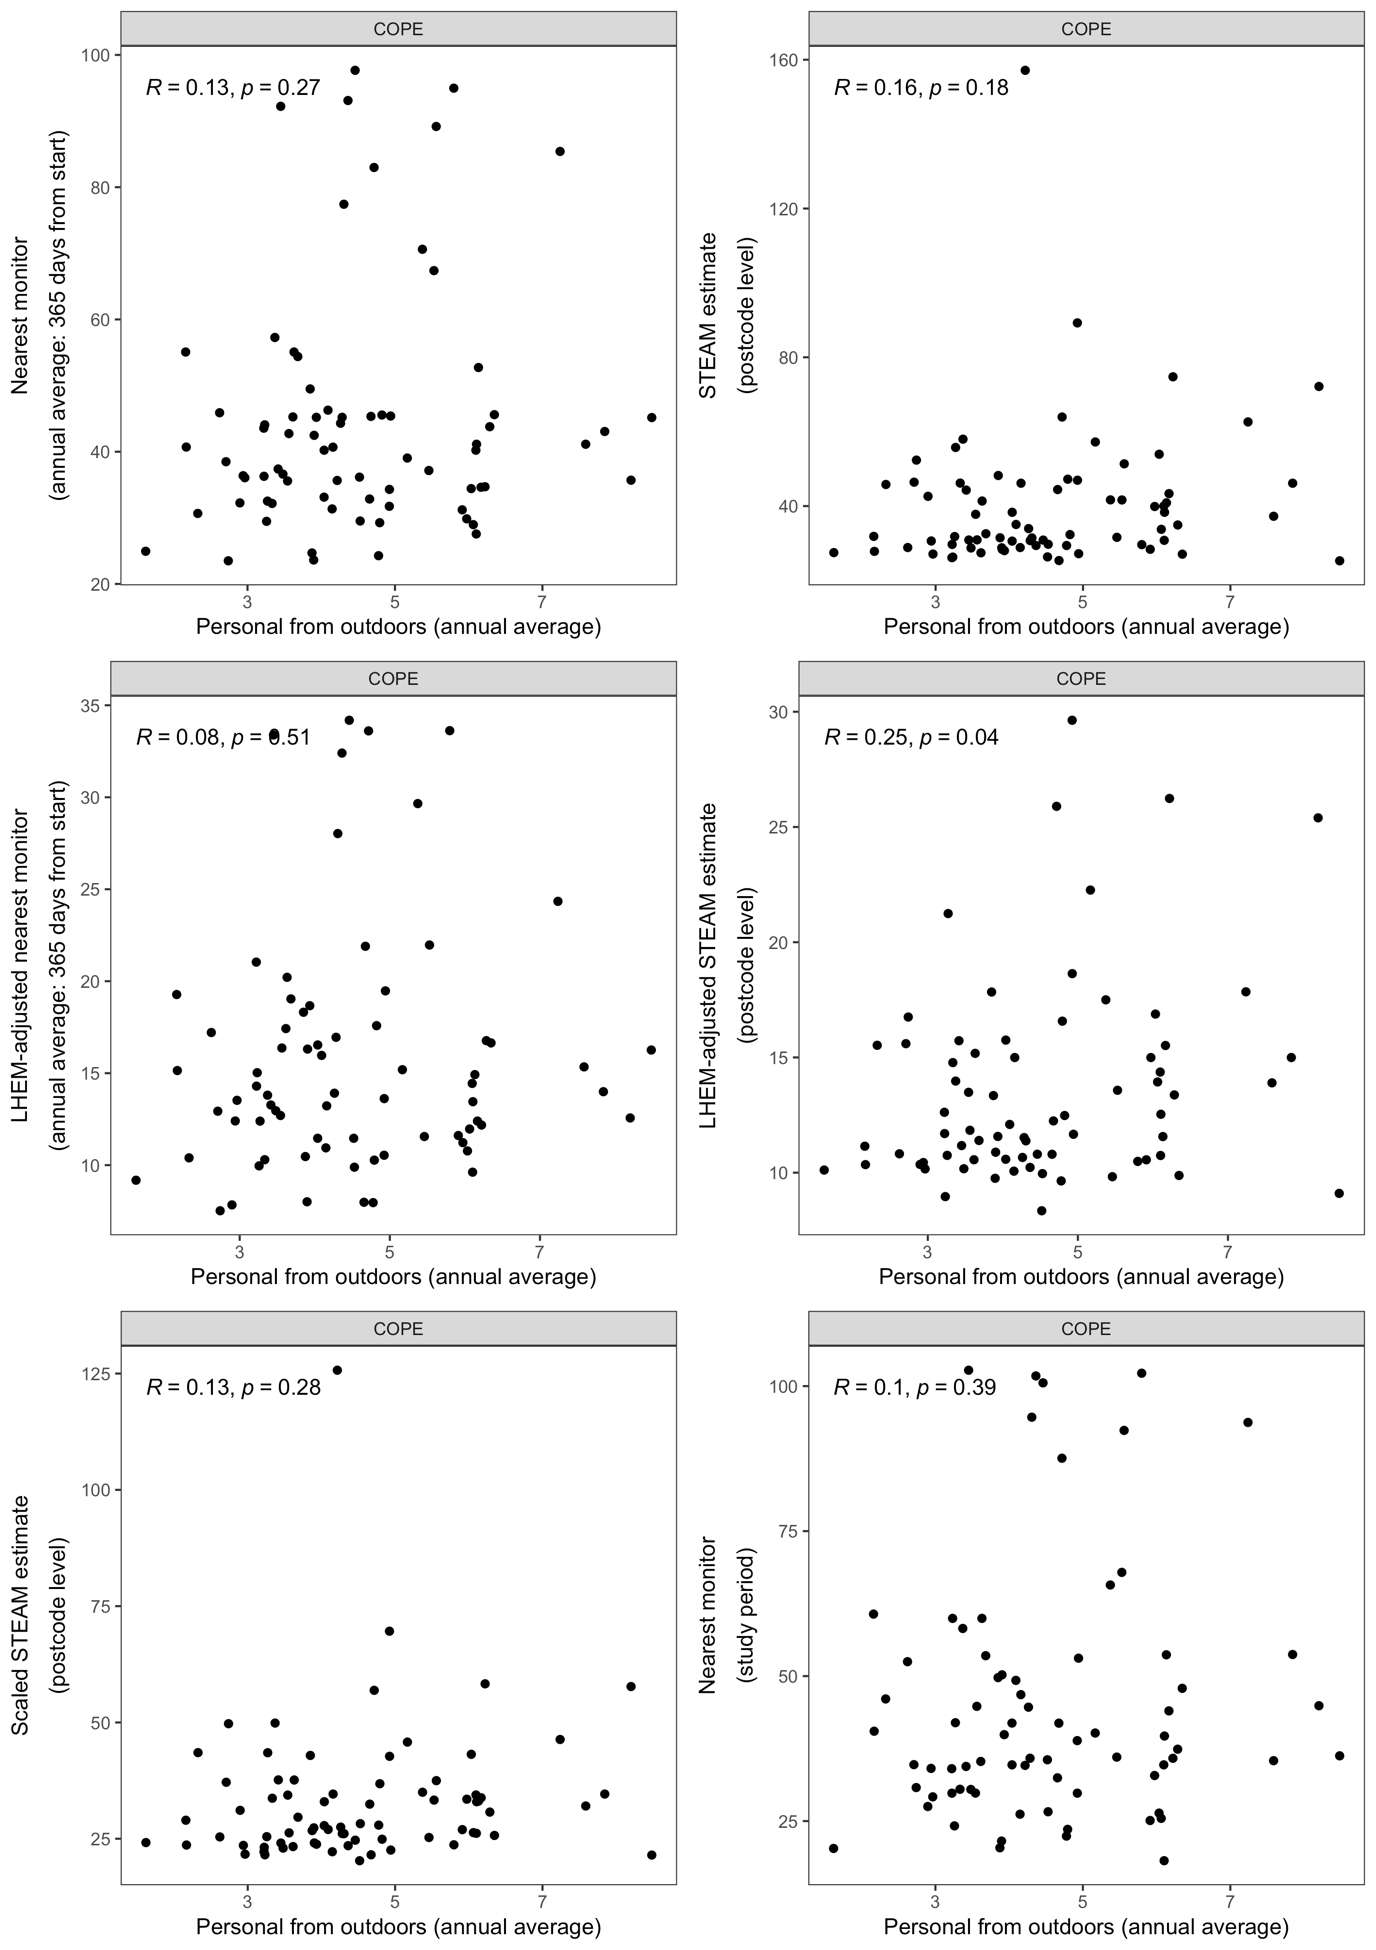 COPE
R = 0.13, p = 0.27
Nearest monitor
(annual average: 365 days from start)
100
80
60
40
20
3 5 7
Personal from outdoors (annual average)
COPE
R = 0.16, p = 0.18
STEAM estimate
(postcode level)
160
120
80
40
3 5 7
Personal from outdoors (annual average)
COPE
R = 0.08, p = 0.51
LHEM-adjusted nearest monitor
(annual average: 365 days from start)
35
30
25
20
15
10
3 5 7
Personal from outdoors (annual average)
COPE
R = 0.25, p = 0.04
LHEM-adjusted STEAM estimate
(postcode level)
30
25
20
15
10
3 5 7
Personal from outdoors (annual average)
COPE
R = 0.13, p = 0.28
Scaled STEAM estimate
(postcode level)
125
100
75
50
25
3 5 7
Personal from outdoors (annual average)
COPE
R = 0.1, p = 0.39
Nearest monitor
(study period)
100
75
50
25
3 5 7
Personal from outdoors (annual average)